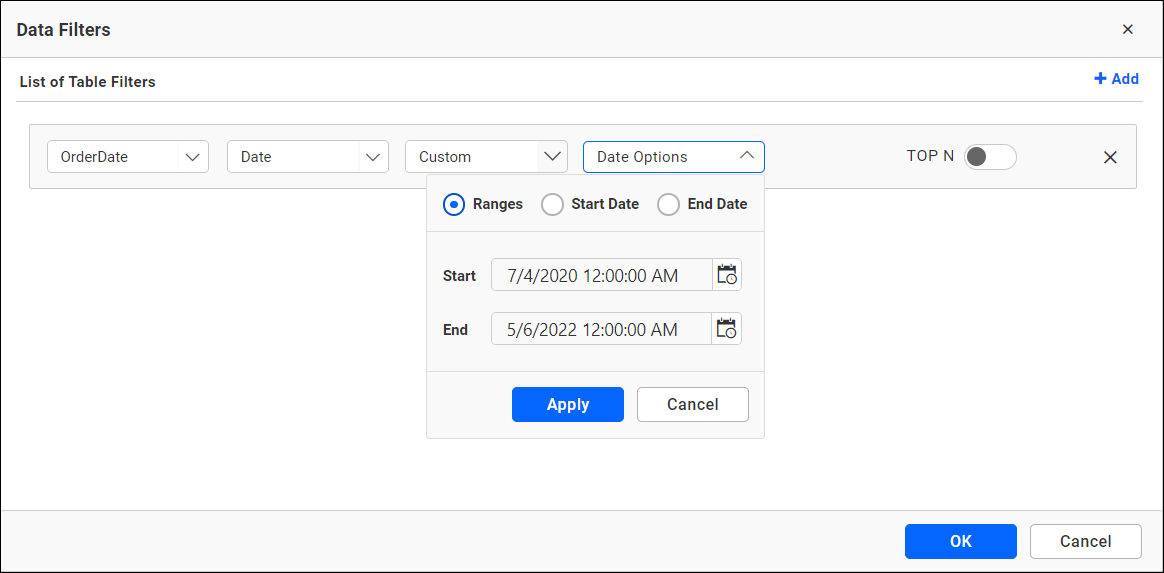 Data Filters
List of Table Filters
Add
OrderDate Date Custom Date Options TOP N
Ranges Start Date End Date
Start 7/4/2020 12:00:00 AM
End 5/6/2022 12:00:00 AM
Apply Cancel
OK Cancel